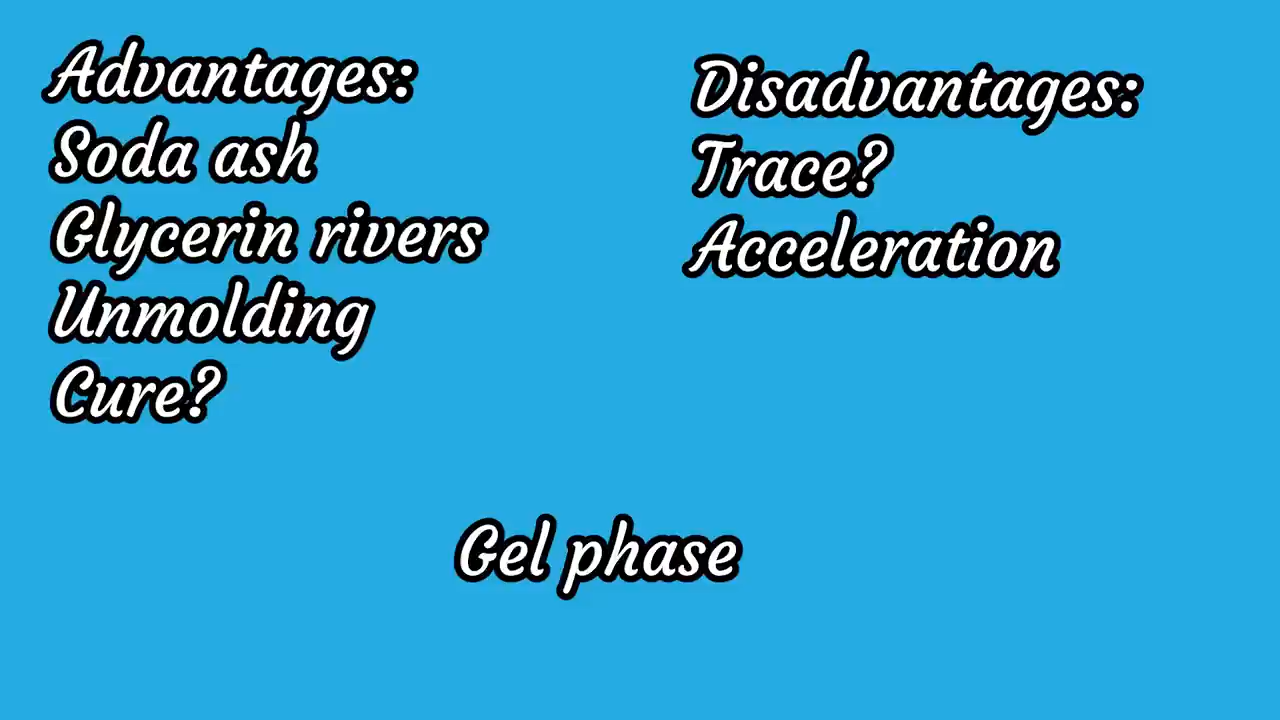 Advantages:
Soda ash
Glycerin rivers
Unmolding
Cure?
Disadvantages:
Trace?
Acceleration
Gel phase